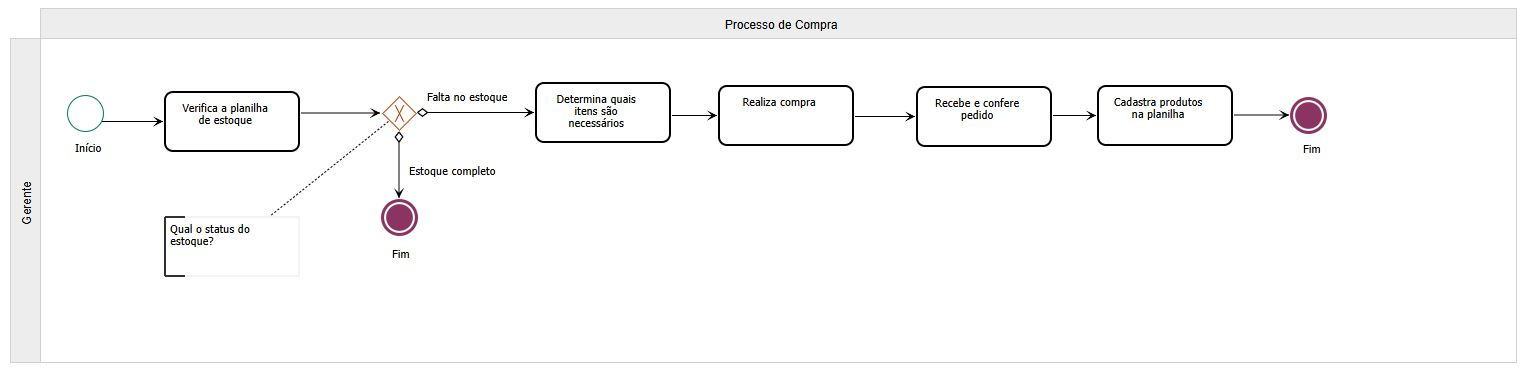 Processo de Compra
Gerente
Início
Verifica a planilha
de estoque
Falta no estoque
Estoque completo
Fim
Qual o status do
estoque?
Determina quais
itens são
necessários
Realiza compra
Recebe e confere
pedido
Cadastra produtos
na planilha
Fim